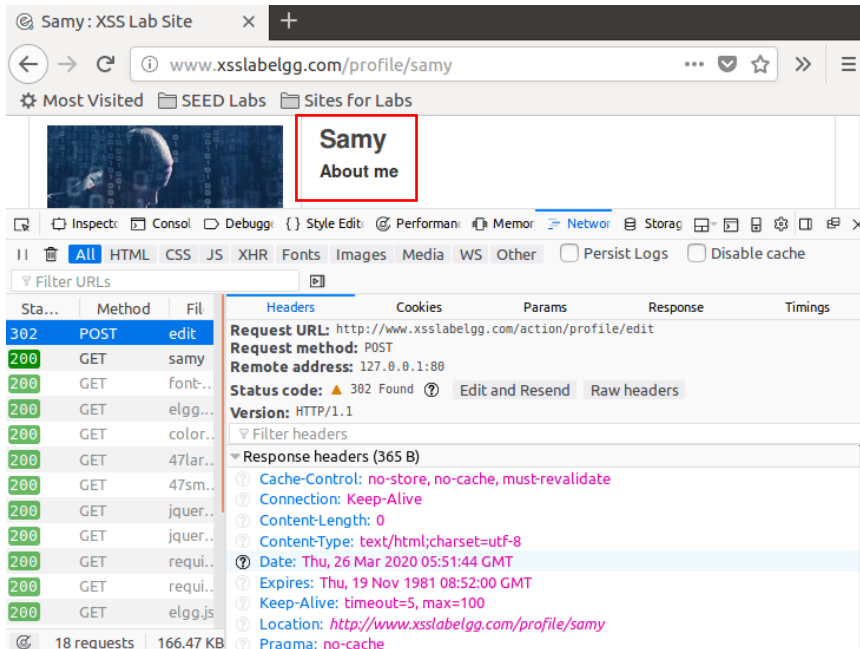 Samy : XSS Lab Site
www.xsslabelgg.com/profile/samy
Most Visited SEED Labs Sites for Labs
Samy
About me
Inspect Consol Debugg Style Edit Performan Memor Networ Storag
All HTML CSS JS XHR Fonts Images Media WS Other Persist Logs Disable cache
Filter URLs
Sta... Method Fil Headers Cookies Params Response Timings
302 POST edit
200 GET samy
200 GET font-..
200 GET elgg...
200 GET color..
200 GET 47lar..
200 GET 47sm..
200 GET jquer..
200 GET jquer..
200 GET requi..
200 GET requi..
200 GET elgg.js
18 requests 166.47 KB
Request URL: http://www.xsslabelgg.com/action/profile/edit
Request method: POST
Remote address: 127.0.0.1:80
Status code: 302 Found Edit and Resend Raw headers
Version: HTTP/1.1
Filter headers
Response headers (365 B)
Cache-Control: no-store, no-cache, must-revalidate
Connection: Keep-Alive
Content-Length: 0
Content-Type: text/html;charset=utf-8
Date: Thu, 26 Mar 2020 05:51:44 GMT
Expires: Thu, 19 Nov 1981 08:52:00 GMT
Keep-Alive: timeout=5, max=100
Location: http://www.xsslabelgg.com/profile/samy
Pragma: no-cache